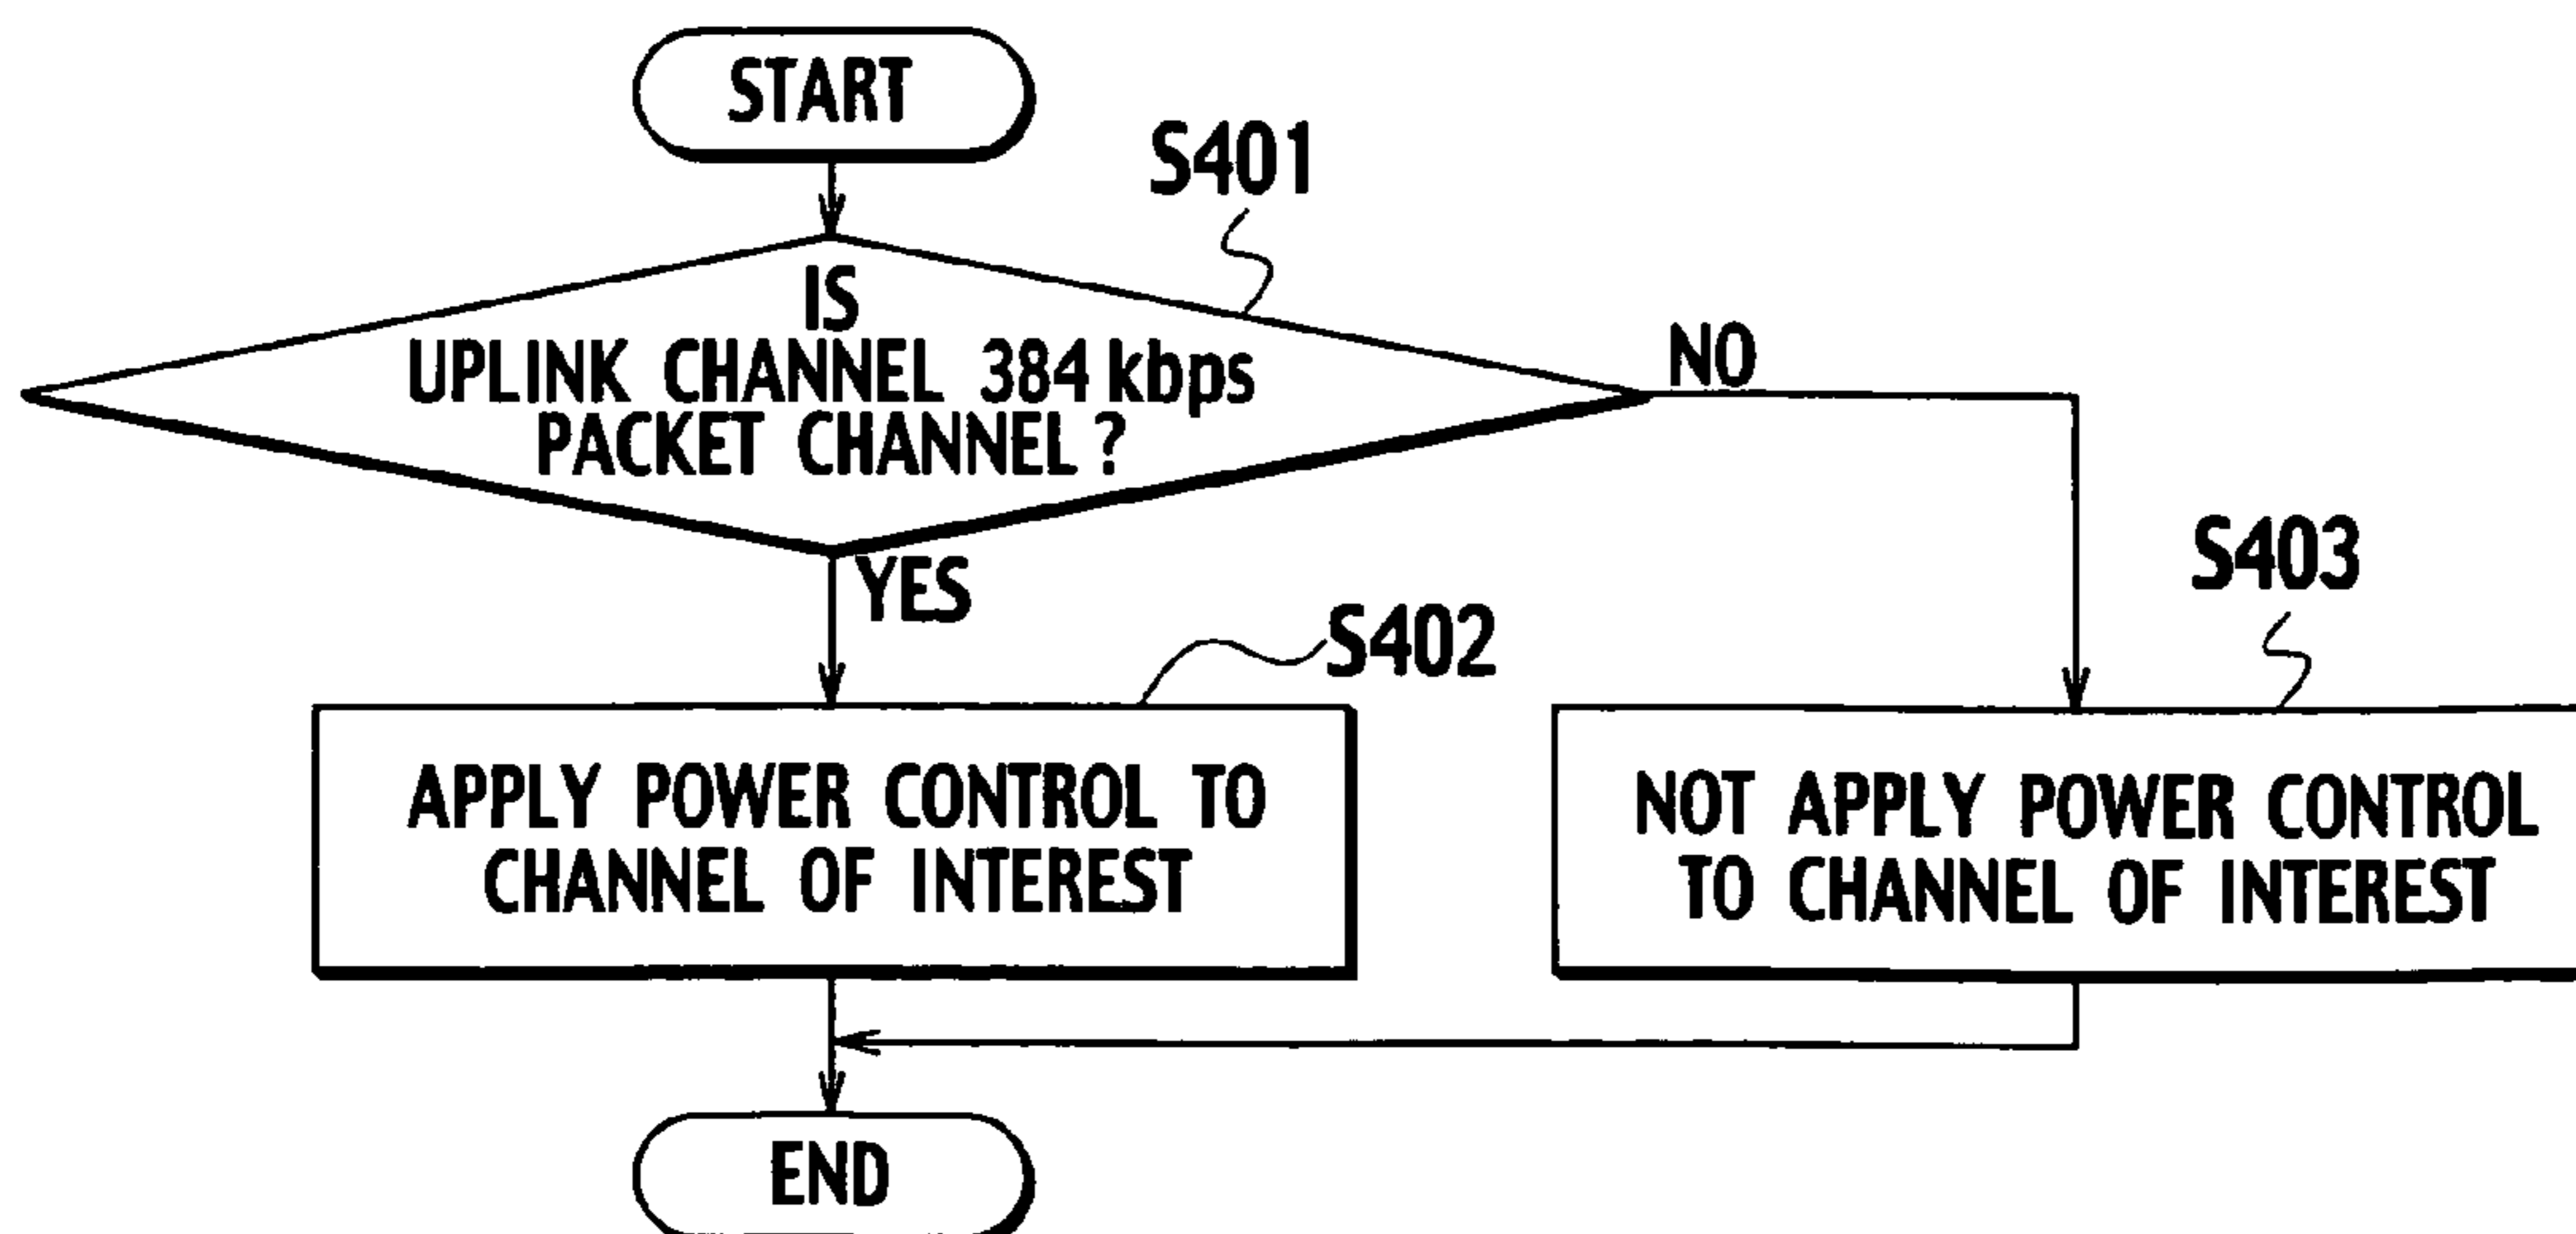 START
S401
IS
UPLINK CHANNEL 384 kbps
PACKET CHANNEL ?
NO
YES
S402
S403
APPLY POWER CONTROL TO
CHANNEL OF INTEREST
NOT APPLY POWER CONTROL
TO CHANNEL OF INTEREST
END